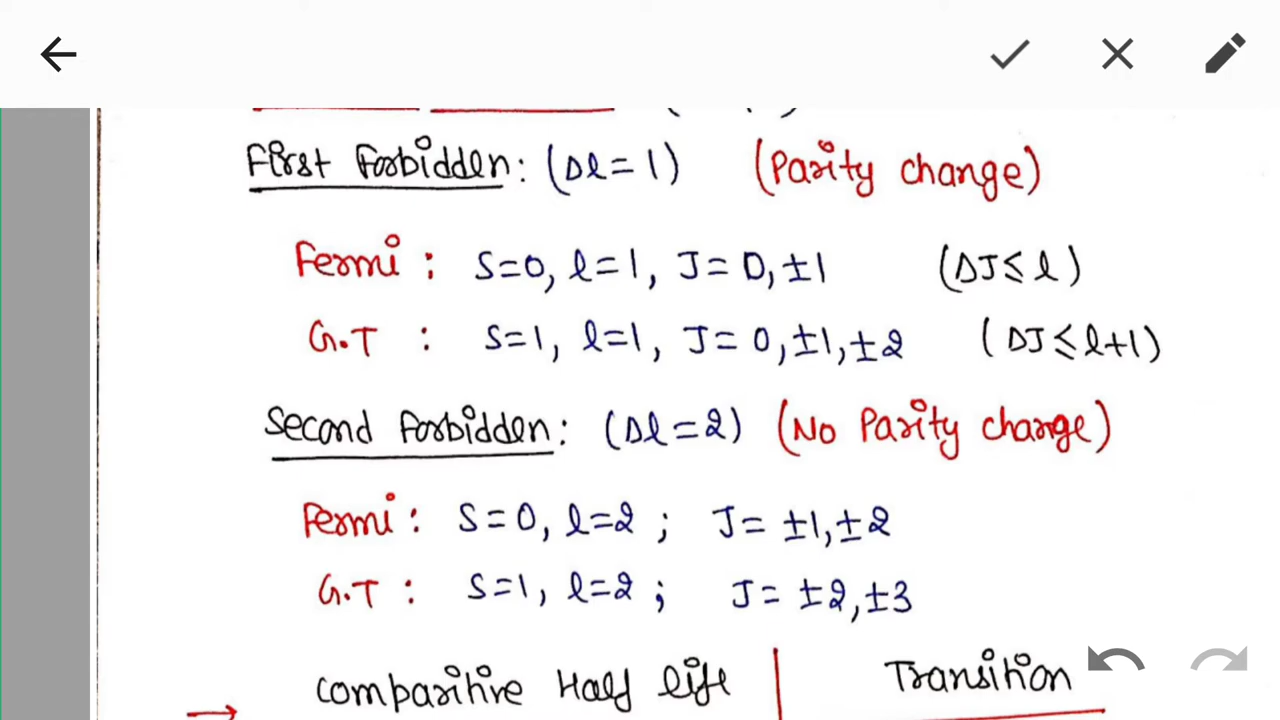 First Forbidden: (Δl=1) (Parity change)
Fermi: S=0, l=1, J=0,±1 (ΔJ≤l)
G.T : S=1, l=1, J=0,±1,±2 (ΔJ≤l+1)
Second Forbidden: (Δl=2) (No Parity change)
Fermi: S=0, l=2; J=±1,±2
G.T : S=1, l=2; J=±2,±3
Comparitive Half life | Transition
→